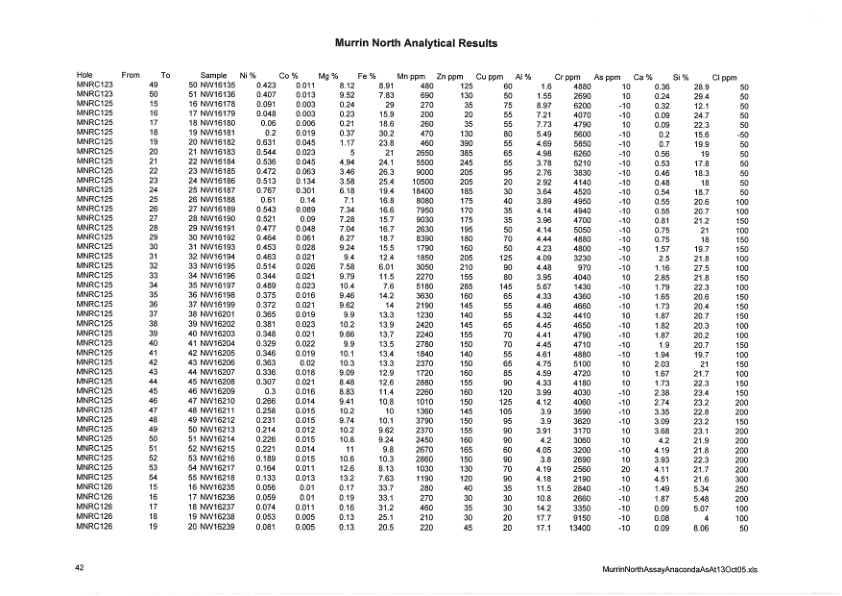 Murrin North Analytical Results
Hole From To Sample Ni % Co % Mg % Fe % Mn ppm Zn ppm Cu ppm Al % Cr ppm As ppm Ca % Si % Cl ppm
MNRC123 49 50 NW16135 0.423 0.011 8.12 8.91 480 125 60 1.6 4880 10 0.36 28.9 50
MNRC123 50 51 NW16136 0.407 0.013 9.52 7.83 690 130 50 1.55 2690 10 0.24 29.4 50
MNRC125 15 16 NW16178 0.091 0.003 0.24 29 270 35 75 8.97 6200 -10 0.32 12.1 50
MNRC125 16 17 NW16179 0.048 0.003 0.23 15.9 200 20 55 7.21 4070 -10 0.09 24.7 50
MNRC125 17 18 NW16180 0.06 0.006 0.21 18.6 260 35 55 7.73 4790 10 0.09 22.3 50
MNRC125 18 19 NW16181 0.2 0.019 0.37 30.2 470 130 80 5.49 5600 -10 0.2 15.6 -50
MNRC125 19 20 NW16182 0.631 0.045 1.17 23.8 460 390 55 4.69 5850 -10 0.7 19.9 50
MNRC125 20 21 NW16183 0.544 0.023 5 21 2650 385 65 4.98 6260 -10 0.56 19 50
MNRC125 21 22 NW16184 0.536 0.045 4.94 24.1 5500 245 55 3.78 5210 -10 0.53 17.8 50
MNRC125 22 23 NW16185 0.472 0.063 3.46 26.3 9000 205 95 2.76 3830 -10 0.46 18.3 50
MNRC125 23 24 NW16186 0.513 0.134 3.58 25.4 10500 205 20 2.92 4140 -10 0.48 18 50
MNRC125 24 25 NW16187 0.767 0.301 6.18 19.4 18400 185 30 3.64 4520 -10 0.54 18.7 50
MNRC125 25 26 NW16188 0.61 0.14 7.1 16.8 8080 175 40 3.89 4950 -10 0.55 20.6 100
MNRC125 26 27 NW16189 0.543 0.089 7.34 16.6 7950 170 35 4.14 4940 -10 0.55 20.7 100
MNRC125 27 28 NW16190 0.521 0.09 7.28 15.7 9030 175 35 3.96 4700 -10 0.81 21.2 150
MNRC125 28 29 NW16191 0.477 0.048 7.04 16.7 2630 195 50 4.14 5050 -10 0.75 21 100
MNRC125 29 30 NW16192 0.464 0.061 8.27 18.7 8390 180 70 4.44 4880 -10 0.75 18 150
MNRC125 30 31 NW16193 0.453 0.028 9.24 15.5 1790 160 50 4.23 4800 -10 1.57 19.7 150
MNRC125 31 32 NW16194 0.463 0.021 9.4 12.4 1850 205 125 4.09 3230 -10 2.5 21.8 100
MNRC125 32 33 NW16195 0.514 0.026 7.58 6.01 3050 210 90 4.48 970 -10 1.16 27.5 100
MNRC125 33 34 NW16196 0.344 0.021 9.79 11.5 2270 155 80 3.95 4040 10 2.85 21.8 150
MNRC125 34 35 NW16197 0.489 0.023 10.4 7.6 5180 285 145 5.67 1430 -10 1.79 22.3 100
MNRC125 35 36 NW16198 0.375 0.016 9.46 14.2 3630 160 65 4.33 4360 -10 1.65 20.6 150
MNRC125 36 37 NW16199 0.372 0.021 9.62 14 2190 145 55 4.46 4660 -10 1.73 20.4 150
MNRC125 37 38 NW16201 0.365 0.019 9.9 13.3 1230 140 55 4.32 4410 10 1.87 20.7 150
MNRC125 38 39 NW16202 0.381 0.023 10.2 13.9 2420 145 65 4.45 4650 -10 1.82 20.3 100
MNRC125 39 40 NW16203 0.348 0.021 9.66 13.7 2240 155 70 4.41 4790 -10 1.87 20.2 100
MNRC125 40 41 NW16204 0.329 0.022 9.9 13.5 2780 150 70 4.45 4710 -10 1.9 20.7 150
MNRC125 41 42 NW16205 0.346 0.019 10.1 13.4 1840 140 55 4.61 4880 -10 1.94 19.7 100
MNRC125 42 43 NW16206 0.363 0.02 10.3 13.3 2370 150 65 4.75 5100 10 2.03 21 150
MNRC125 43 44 NW16207 0.336 0.018 9.09 12.9 1720 160 85 4.59 4720 10 1.67 21.7 100
MNRC125 44 45 NW16208 0.307 0.021 8.48 12.6 2880 155 90 4.33 4180 10 1.73 22.3 150
MNRC125 45 46 NW16209 0.3 0.016 8.83 11.4 2260 160 120 3.99 4030 -10 2.38 23.4 150
MNRC125 46 47 NW16210 0.266 0.014 9.41 10.8 1010 150 125 4.12 4060 -10 2.74 23.2 200
MNRC125 47 48 NW16211 0.258 0.015 10.2 10 1360 145 105 3.9 3590 -10 3.35 22.8 200
MNRC125 48 49 NW16212 0.231 0.015 9.74 10.1 3790 150 95 3.9 3620 -10 3.09 23.2 150
MNRC125 49 50 NW16213 0.214 0.012 10.2 9.62 2370 155 90 3.91 3170 10 3.68 23.1 200
MNRC125 50 51 NW16214 0.226 0.015 10.8 9.24 2450 160 90 4.2 3060 10 4.2 21.9 200
MNRC125 51 52 NW16215 0.221 0.014 11 9.8 2670 165 60 4.05 3200 -10 4.19 21.8 200
MNRC125 52 53 NW16216 0.189 0.015 10.6 10.3 2860 150 90 3.8 2690 10 3.93 22.3 200
MNRC125 53 54 NW16217 0.164 0.011 12.6 8.13 1030 130 70 4.19 2560 20 4.11 21.7 200
MNRC125 54 55 NW16218 0.133 0.013 13.2 7.63 1190 120 90 4.18 2190 10 4.51 21.6 300
MNRC126 15 16 NW16235 0.056 0.01 0.17 33.7 280 40 35 11.5 2840 -10 1.49 5.34 250
MNRC126 16 17 NW16236 0.059 0.01 0.19 33.1 270 30 30 10.8 2660 -10 1.87 5.48 200
MNRC126 17 18 NW16237 0.074 0.011 0.16 31.2 460 35 30 14.2 3350 -10 0.09 5.07 100
MNRC126 18 19 NW16238 0.053 0.005 0.13 25.1 210 30 20 17.7 9150 -10 0.08 4 100
MNRC126 19 20 NW16239 0.081 0.005 0.13 20.5 220 45 20 17.1 13400 -10 0.09 8.06 50
42 MurrinNorthAssayAnacondaAsAt13Oct05.xls